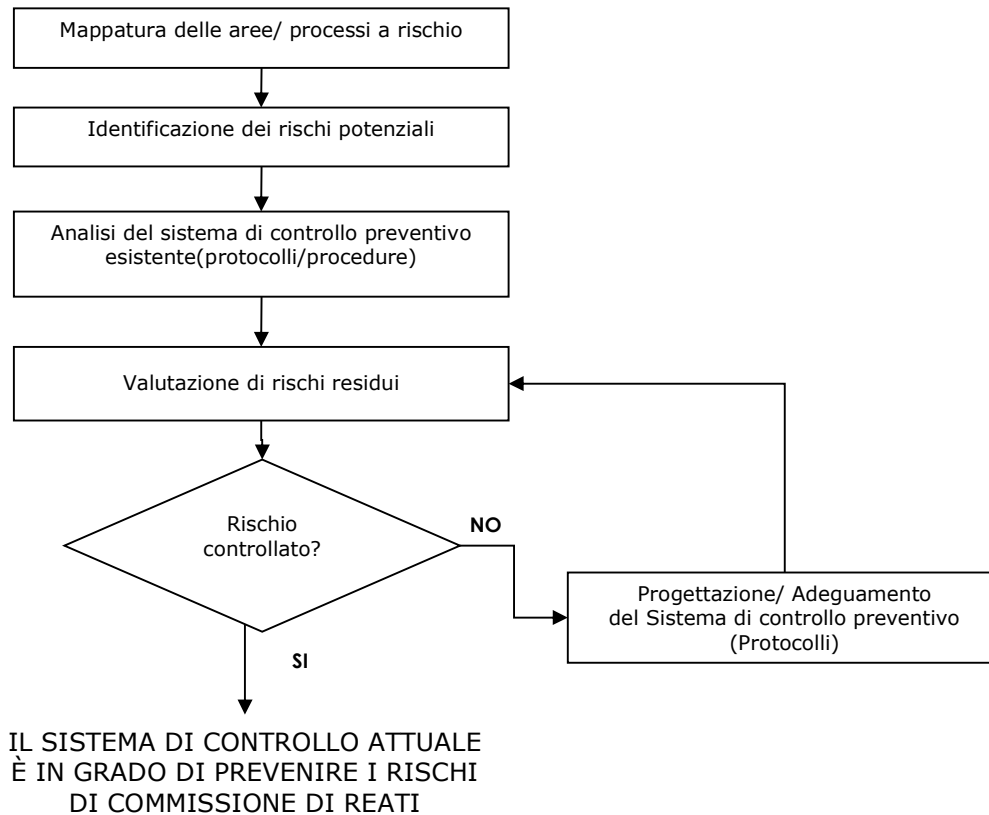 Mappatura delle aree/ processi a rischio
Identificazione dei rischi potenziali
Analisi del sistema di controllo preventivo
esistente(protocolli/procedure)
Valutazione di rischi residui
Rischio
controllato?
NO
Progettazione/ Adeguamento
del Sistema di controllo preventivo
(Protocolli)
SI
IL SISTEMA DI CONTROLLO ATTUALE
È IN GRADO DI PREVENIRE I RISCHI
DI COMMISSIONE DI REATI